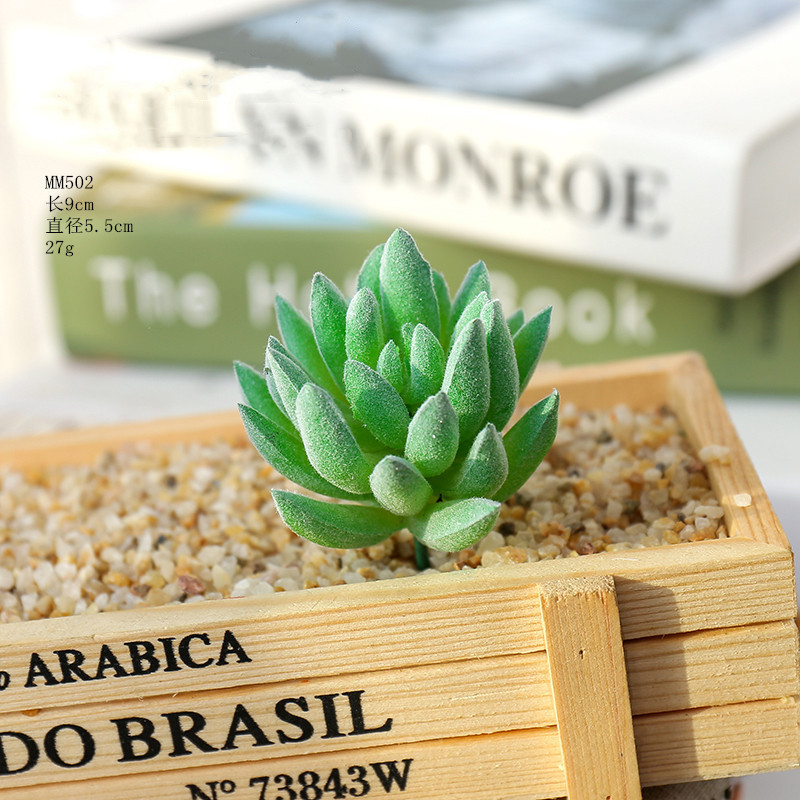 MM502
长9cm
直径5.5cm
27g
MONROE
The Book
ARABICA
DO BRASIL
Nº 73843W